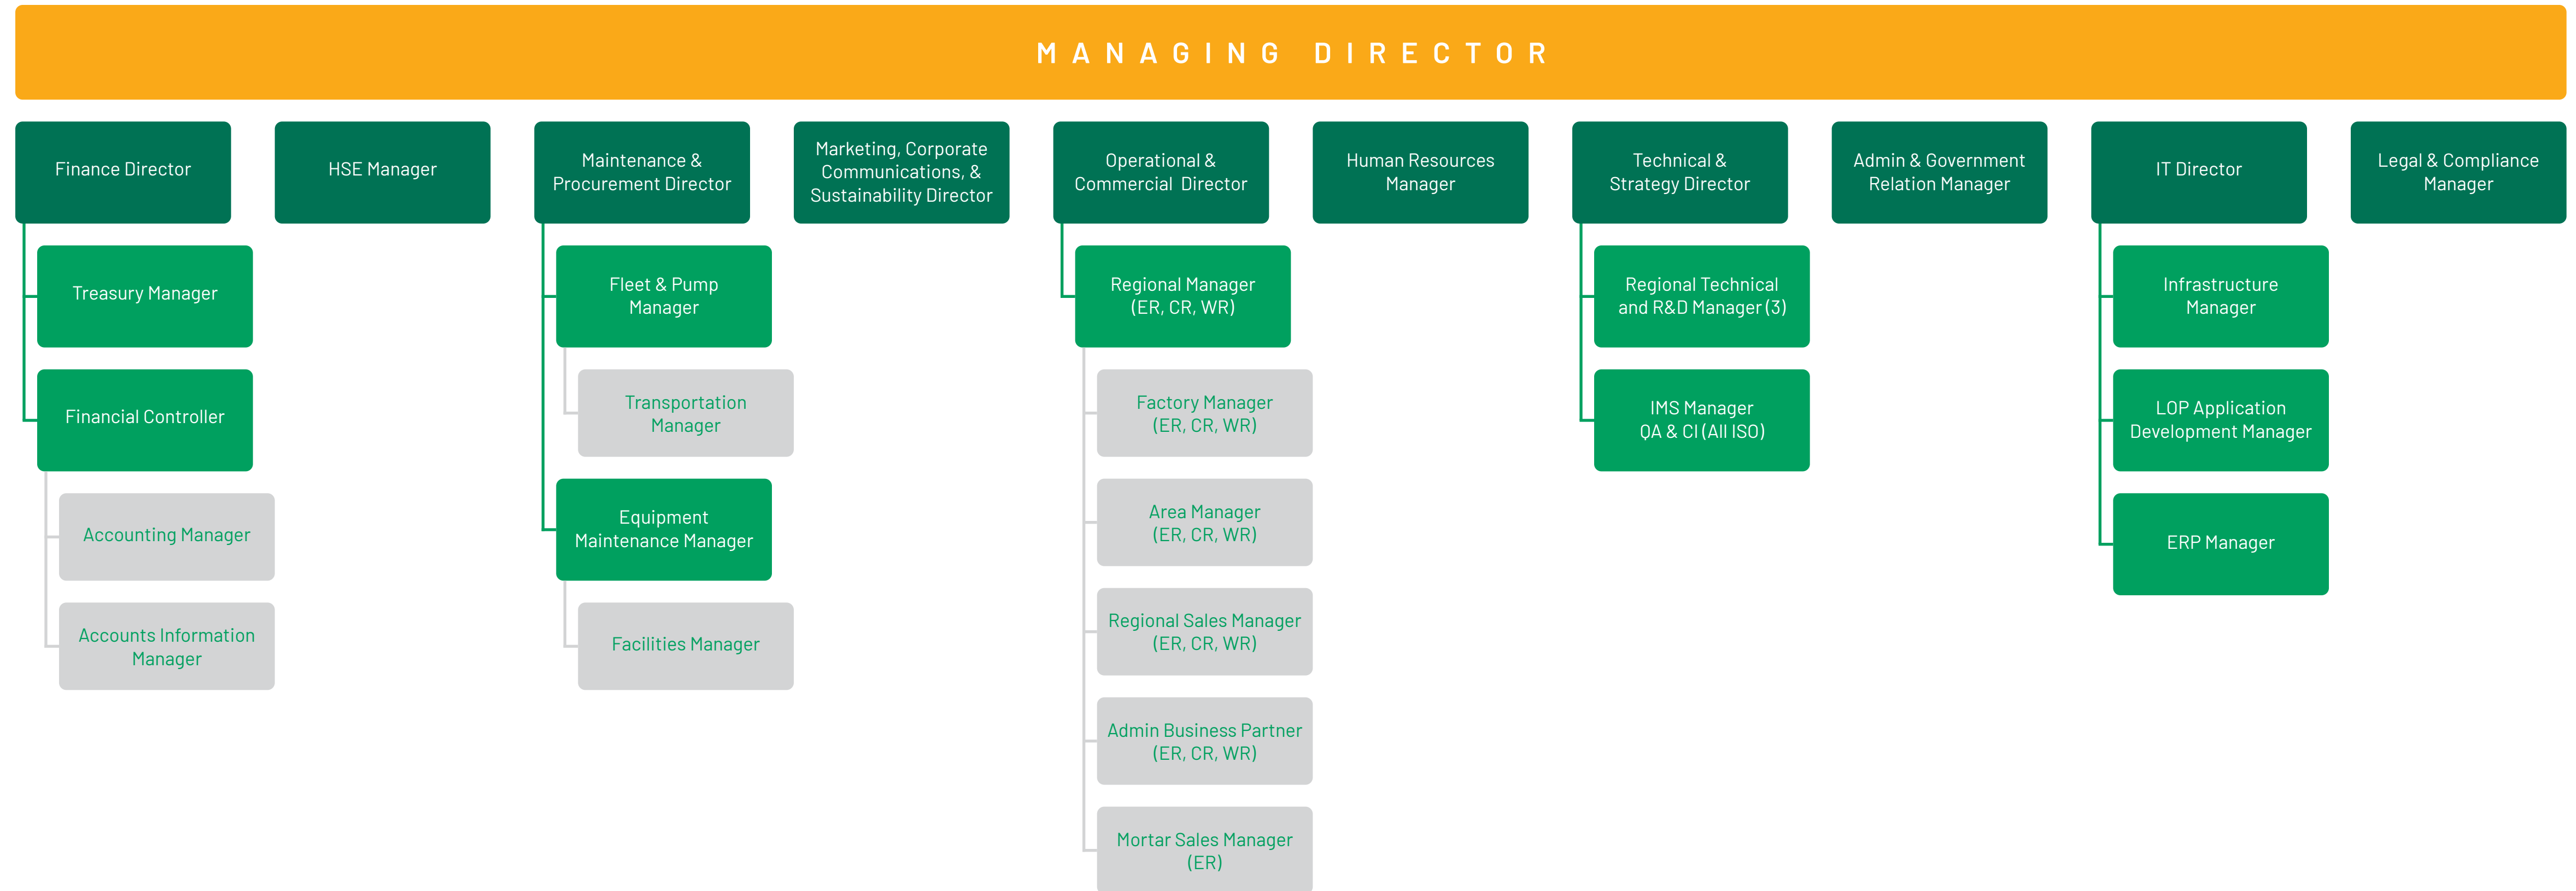 MANAGING DIRECTOR
Finance Director
HSE Manager
Maintenance &
Procurement Director
Marketing, Corporate
Communications, &
Sustainability Director
Operational &
Commercial Director
Human Resources
Manager
Technical &
Strategy Director
Admin & Government
Relation Manager
IT Director
Legal & Compliance
Manager
Treasury Manager
Financial Controller
Accounting Manager
Accounts Information
Manager
Fleet & Pump
Manager
Transportation
Manager
Equipment
Maintenance Manager
Facilities Manager
Regional Manager
(ER, CR, WR)
Factory Manager
(ER, CR, WR)
Area Manager
(ER, CR, WR)
Regional Sales Manager
(ER, CR, WR)
Admin Business Partner
(ER, CR, WR)
Mortar Sales Manager
(ER)
Regional Technical
and R&D Manager (3)
IMS Manager
QA & CI (All ISO)
Infrastructure
Manager
LOP Application
Development Manager
ERP Manager